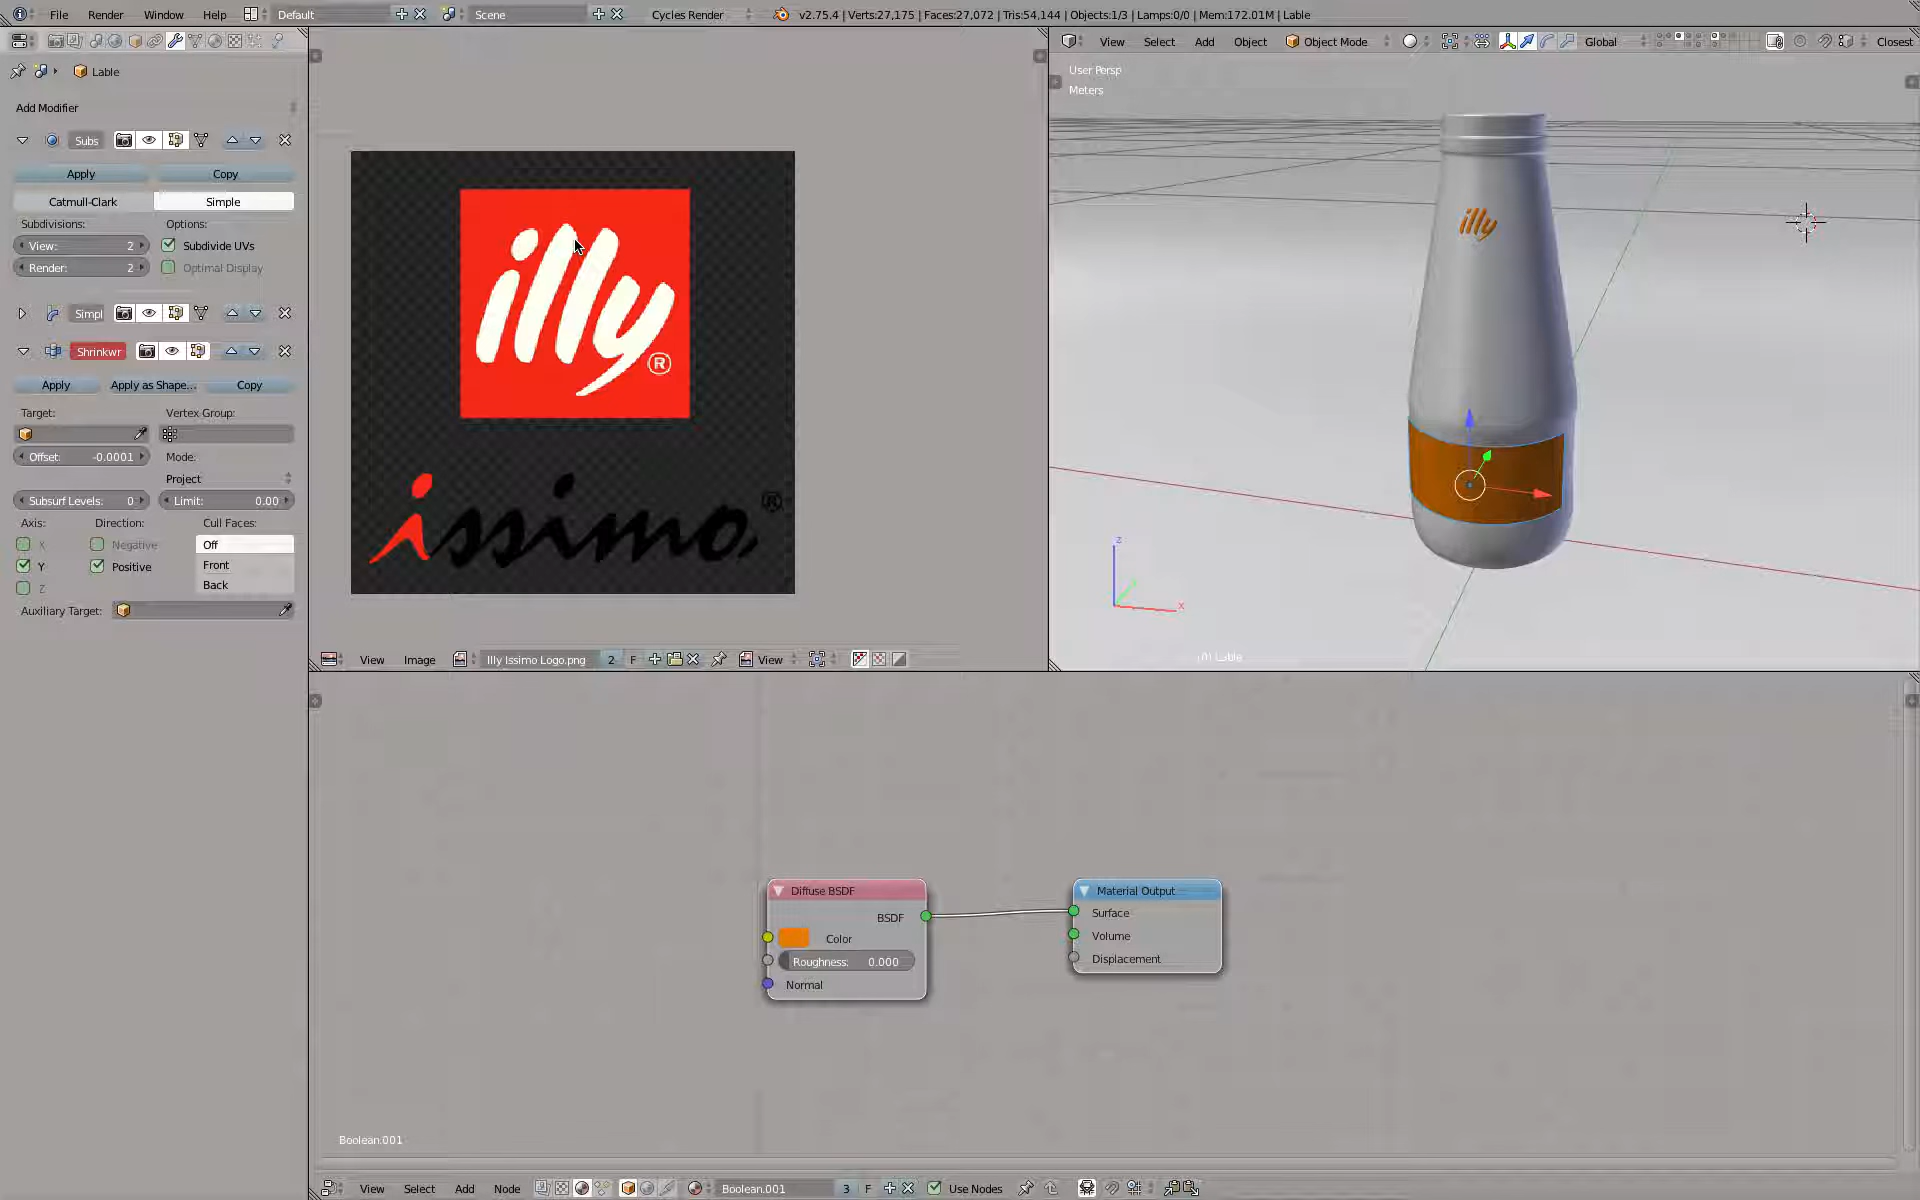 File Render Window Help Default Scene Cycles Render v2.75.4 | Verts:27,175 | Faces:27,072 | Tris:54,144 | Objects:1/3 | Lamps:0/0 | Mem:172.01M | Lable
View Select Add Object Object Mode Global Closest
Lable
User Persp
Meters
Add Modifier
Subs
Apply Copy
Catmull-Clark Simple
Subdivisions: Options:
View: 2 Subdivide UVs
Render: 2 Optimal Display
Simpl
Shrinkwr
Apply Apply as Shape... Copy
Target: Vertex Group:
Offset: -0.0001 Mode:
Project
Subsurf Levels: 0 Limit: 0.00
Axis: Direction: Cull Faces:
X Negative Off
Y Positive Front
Z Back
Auxiliary Target:
illy ®
issimo ®
illy
z
x
View Image Illy Issimo Logo.png 2 F View
Lable
Diffuse BSDF
BSDF
Color
Roughness: 0.000
Normal
Material Output
Surface
Volume
Displacement
Boolean.001
View Select Add Node Boolean.001 3 F Use Nodes